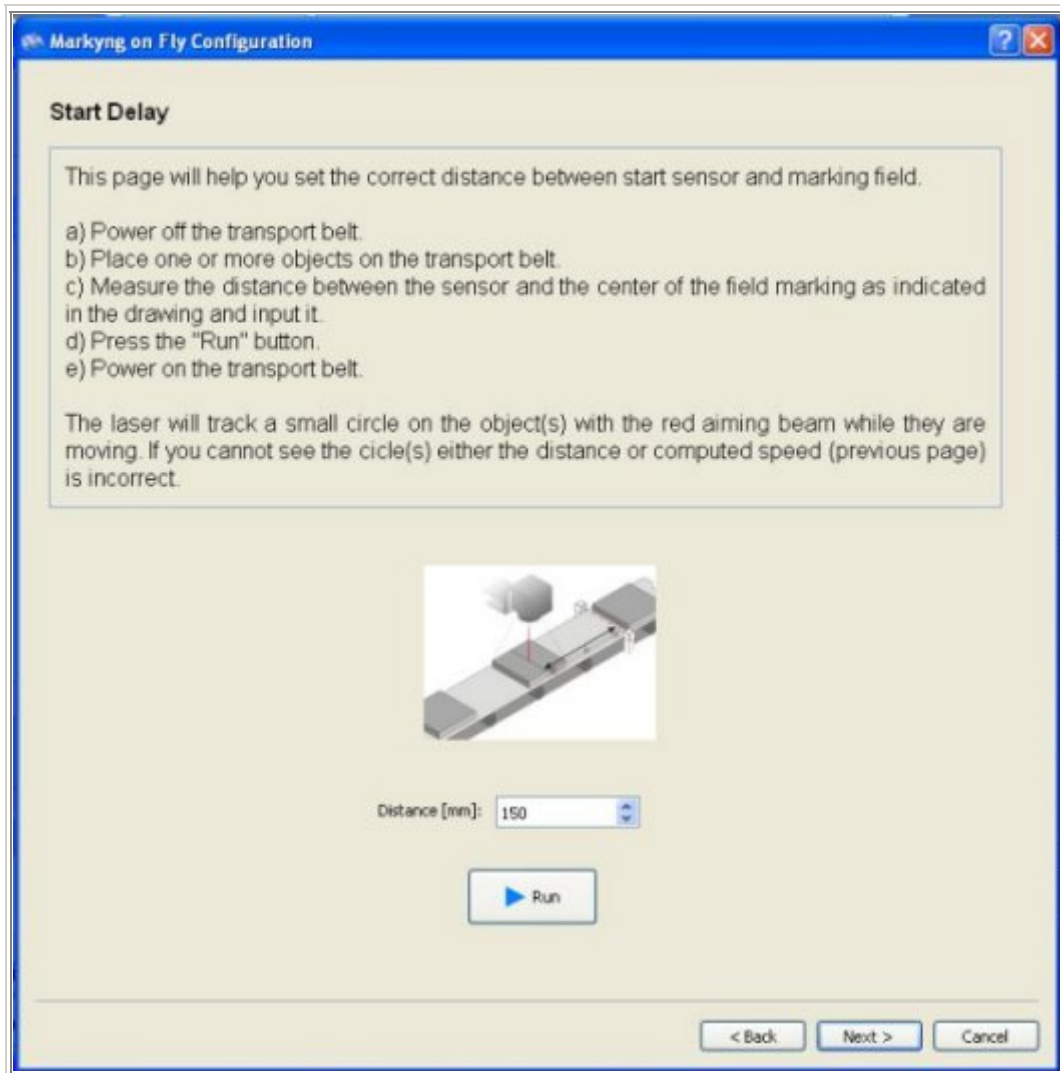 Markyng on Fly Configuration
Start Delay
This page will help you set the correct distance between start sensor and marking field.
a) Power off the transport belt.
b) Place one or more objects on the transport belt.
c) Measure the distance between the sensor and the center of the field marking as indicated
in the drawing and input it.
d) Press the "Run" button.
e) Power on the transport belt.
The laser will track a small circle on the object(s) with the red aiming beam while they are
moving. If you cannot see the cicle(s) either the distance or computed speed (previous page)
is incorrect.
Distance [mm]: 150
Run
< Back Next > Cancel